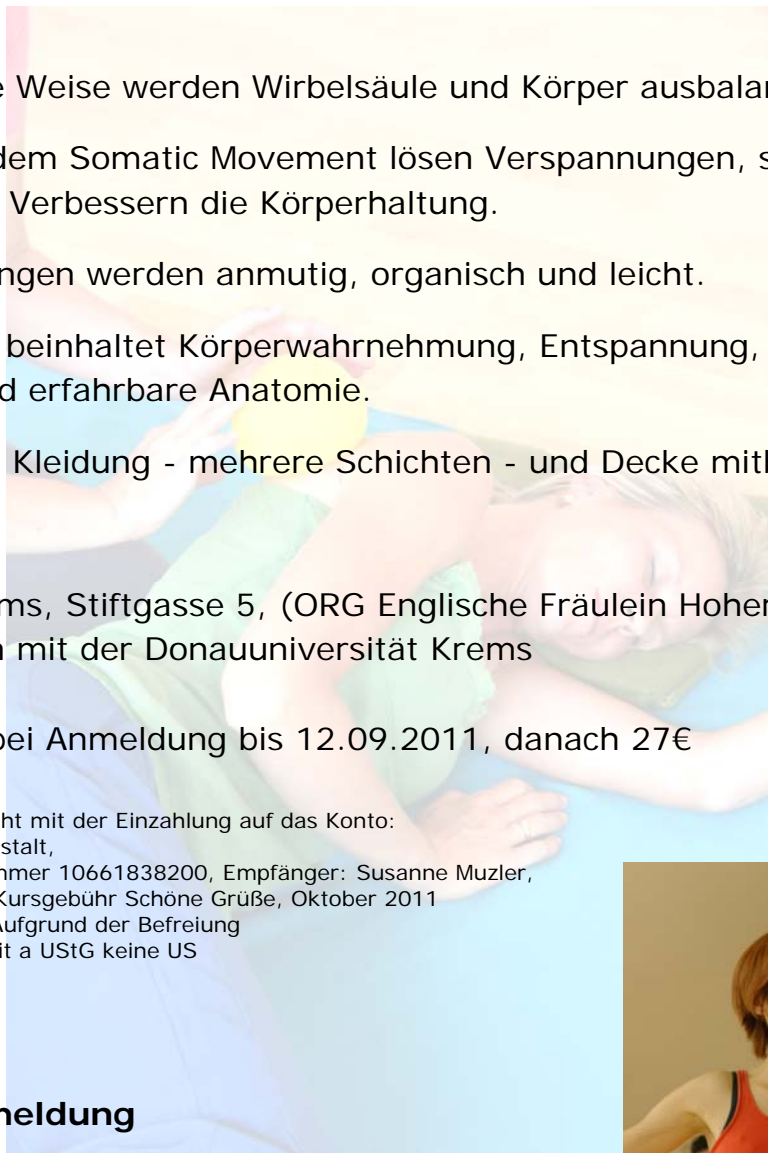 e Weise werden Wirbelsäule und Körper ausbalan
dem Somatic Movement lösen Verspannungen, s
Verbessern die Körperhaltung.
ngen werden anmutig, organisch und leicht.
beinhaltet Körperwahrnehmung, Entspannung,
d erfahrbare Anatomie.
Kleidung - mehrere Schichten - und Decke mitb
ms, Stiftgasse 5, (ORG Englische Fräulein Hohen
n mit der Donauuniversität Krems
bei Anmeldung bis 12.09.2011, danach 27€
ht mit der Einzahlung auf das Konto:
stalt,
mmer 10661838200, Empfänger: Susanne Muzler,
Kursgebühr Schöne Grüße, Oktober 2011
Aufgrund der Befreiung
it a UStG keine US
neldung